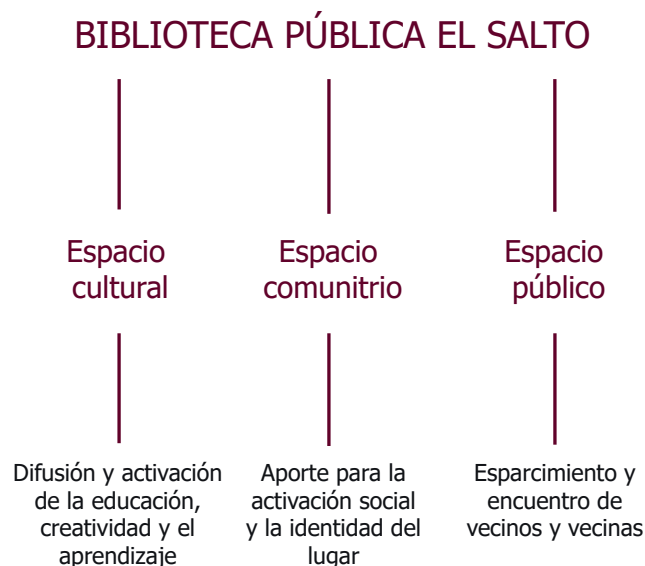 BIBLIOTECA PÚBLICA EL SALTO
Espacio
cultural
Espacio
comunitrio
Espacio
público
Difusión y activación
de la educación,
creatividad y el
aprendizaje
Aporte para la
activación social
y la identidad del
lugar
Esparcimiento y
encuentro de
vecinos y vecinas